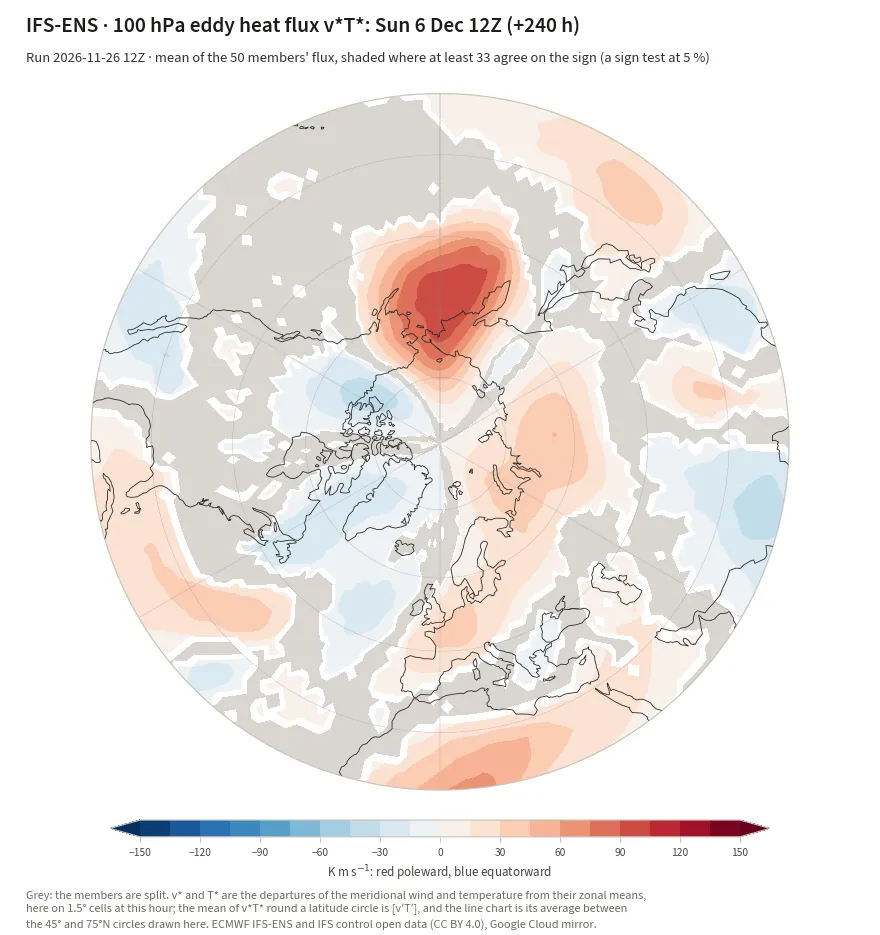 IFS-ENS · 100 hPa eddy heat flux v*T*: Sun 6 Dec 12Z (+240 h)
Run 2026-11-26 12Z · mean of the 50 members' flux, shaded where at least 33 agree on the sign (a sign test at 5 %)
−150 −120 −90 −60 −30 0 30 60 90 120 150
K m s⁻¹: red poleward, blue equatorward
Grey: the members are split. v* and T* are the departures of the meridional wind and temperature from their zonal means,
here on 1.5° cells at this hour; the mean of v*T* round a latitude circle is [v′T′], and the line chart is its average between
the 45° and 75°N circles drawn here. ECMWF IFS-ENS and IFS control open data (CC BY 4.0), Google Cloud mirror.